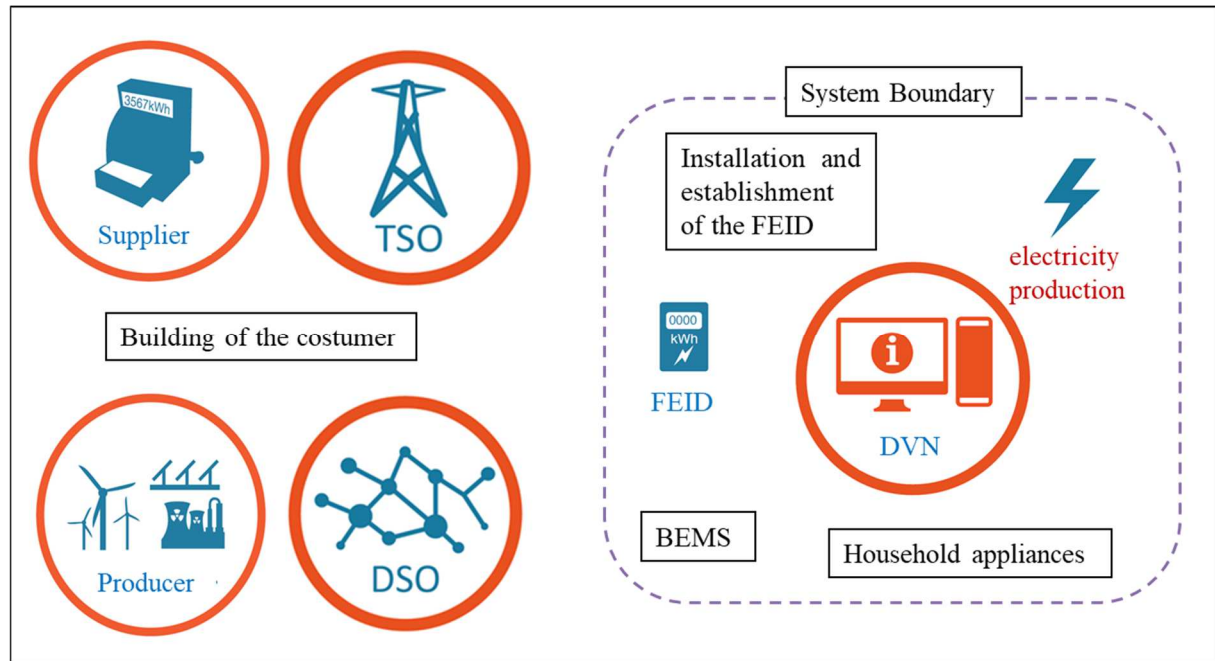 3567kWh
Supplier
TSO
Building of the costumer
Producer
DSO
System Boundary
Installation and
establishment
of the FEID
electricity
production
0000
kWh
FEID
DVN
BEMS
Household appliances